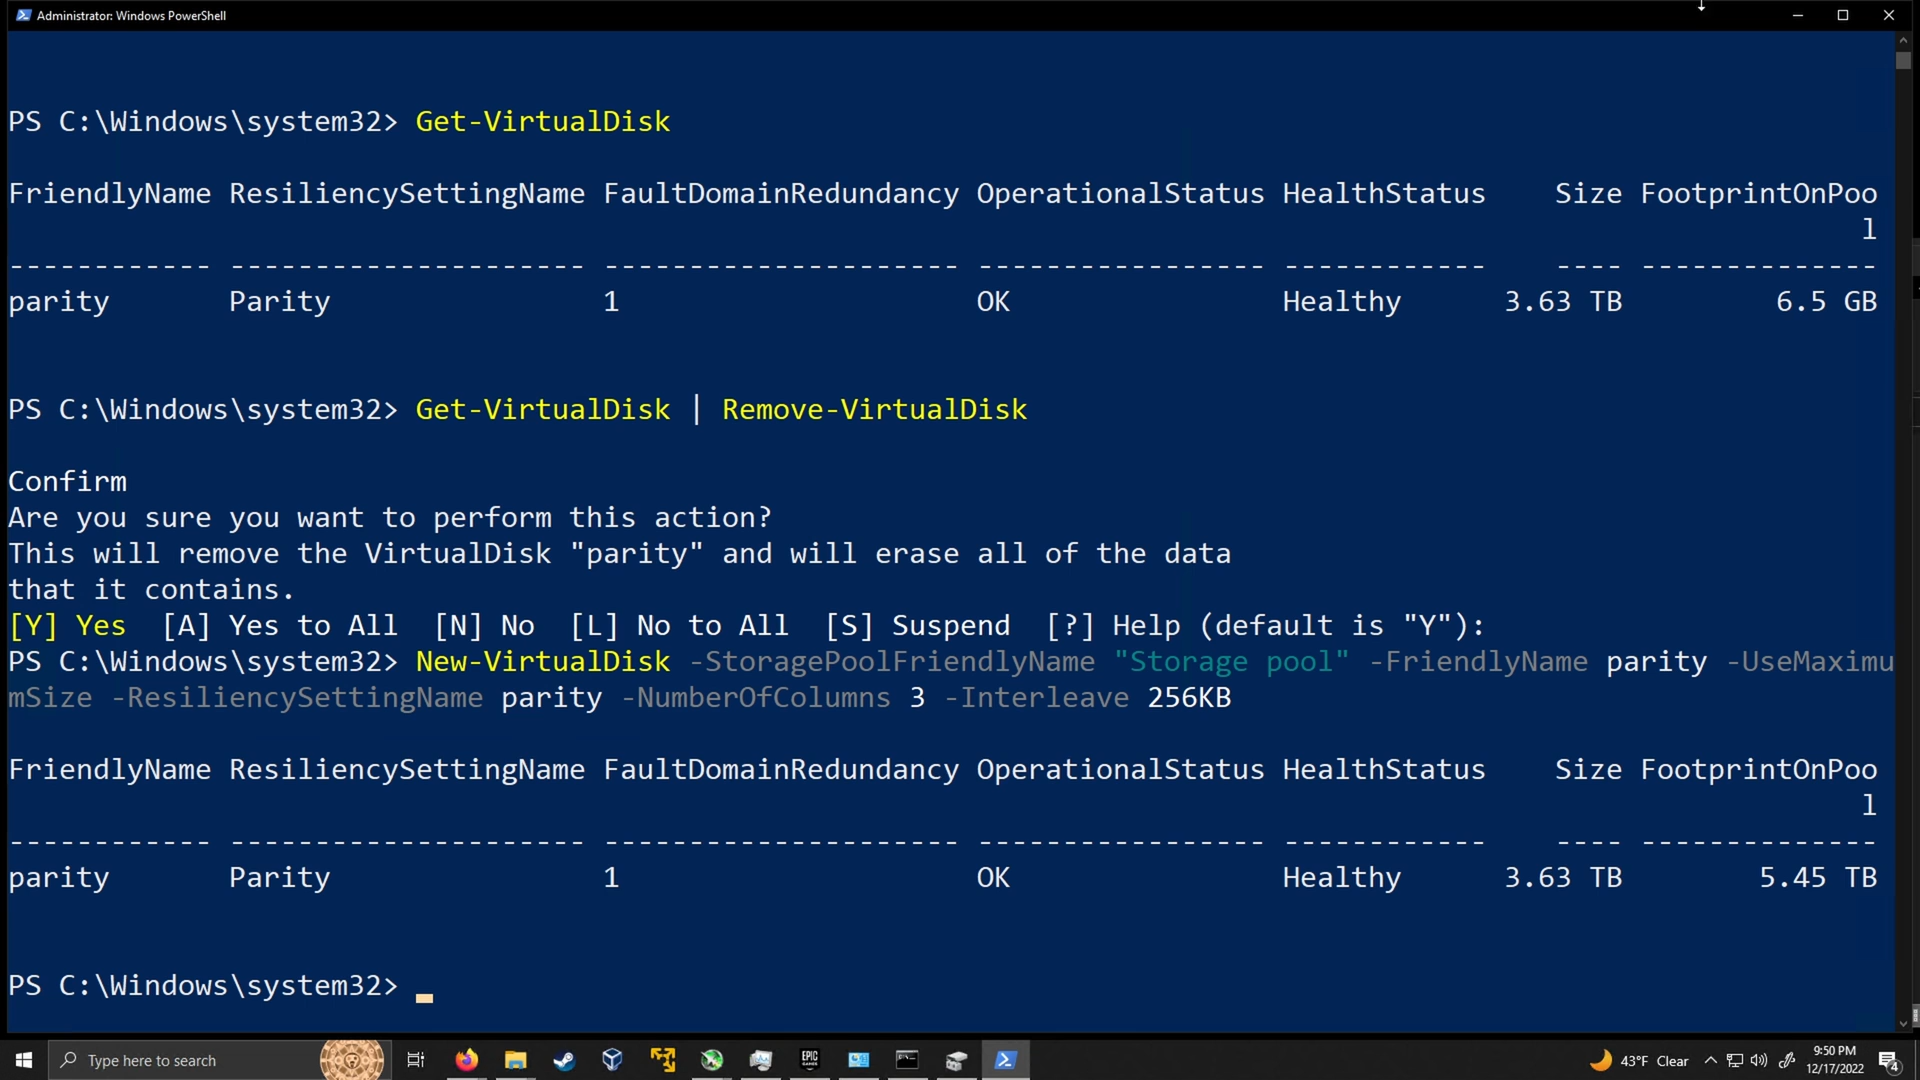 Administrator: Windows PowerShell
PS C:\Windows\system32> Get-VirtualDisk
FriendlyName ResiliencySettingName FaultDomainRedundancy OperationalStatus HealthStatus    Size FootprintOnPoo
l
------------ --------------------- --------------------- ----------------- ------------    ---- --------------
parity       Parity                1                     OK                Healthy      3.63 TB         6.5 GB
PS C:\Windows\system32> Get-VirtualDisk | Remove-VirtualDisk
Confirm
Are you sure you want to perform this action?
This will remove the VirtualDisk "parity" and will erase all of the data
that it contains.
[Y] Yes  [A] Yes to All  [N] No  [L] No to All  [S] Suspend  [?] Help (default is "Y"):
PS C:\Windows\system32> New-VirtualDisk -StoragePoolFriendlyName "Storage pool" -FriendlyName parity -UseMaximu
mSize -ResiliencySettingName parity -NumberOfColumns 3 -Interleave 256KB
FriendlyName ResiliencySettingName FaultDomainRedundancy OperationalStatus HealthStatus    Size FootprintOnPoo
l
------------ --------------------- --------------------- ----------------- ------------    ---- --------------
parity       Parity                1                     OK                Healthy      3.63 TB        5.45 TB
PS C:\Windows\system32>
Type here to search
EPIC GAMES
43°F Clear
9:50 PM
12/17/2022
4